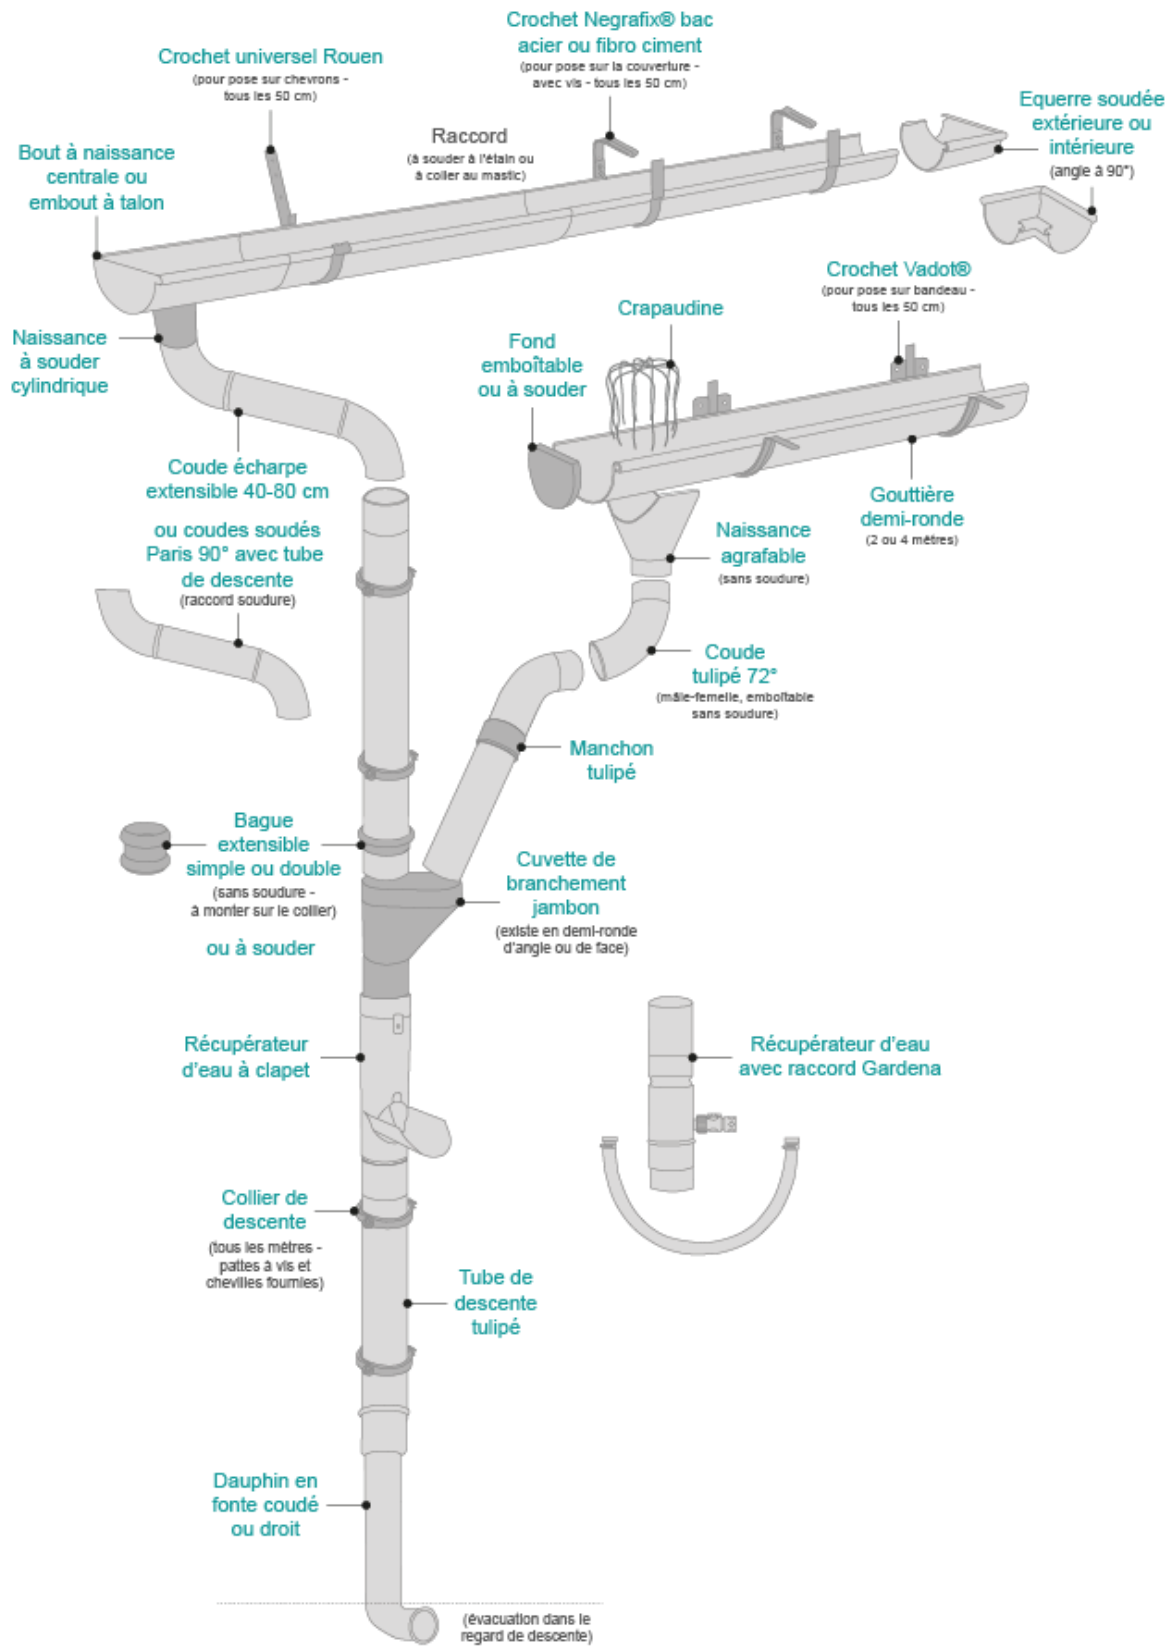 Crochet Negrafix® bac
acier ou fibro ciment
(pour pose sur la couverture -
avec vis - tous les 50 cm)
Crochet universel Rouen
(pour pose sur chevrons -
tous les 50 cm)
Equerre soudée
extérieure ou
intérieure
(angle à 90°)
Raccord
(à souder à l'étain ou
à coller au mastic)
Bout à naissance
centrale ou
embout à talon
Crochet Vadot®
(pour pose sur bandeau -
tous les 50 cm)
Crapaudine
Naissance
à souder
cylindrique
Fond
emboîtable
ou à souder
Coude écharpe
extensible 40-80 cm
ou coudes soudés
Paris 90° avec tube
de descente
(raccord soudure)
Gouttière
demi-ronde
(2 ou 4 mètres)
Naissance
agrafable
(sans soudure)
Coude
tulipé 72°
(mâle-femelle, emboîtable
sans soudure)
Manchon
tulipé
Bague
extensible
simple ou double
(sans soudure -
à monter sur le collier)
ou à souder
Cuvette de
branchement
jambon
(existe en demi-ronde
d'angle ou de face)
Récupérateur
d'eau à clapet
Récupérateur d'eau
avec raccord Gardena
Collier de
descente
(tous les mètres -
pattes à vis et
chevilles fournies)
Tube de
descente
tulipé
Dauphin en
fonte coudé
ou droit
(évacuation dans le
regard de descente)